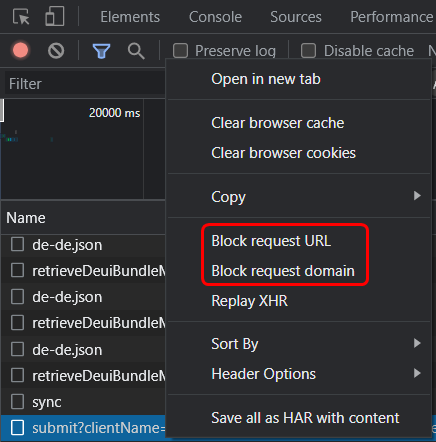 Elements Console Sources Performance
Preserve log Disable cache
Filter
Open in new tab
20000 ms
Clear browser cache
Clear browser cookies
Copy
Name
Block request URL
de-de.json
retrieveDeuiBundleM
Block request domain
de-de.json
Replay XHR
retrieveDeuiBundleM
de-de.json
Sort By
retrieveDeuiBundleM
Header Options
sync
submit?clientName=
Save all as HAR with content